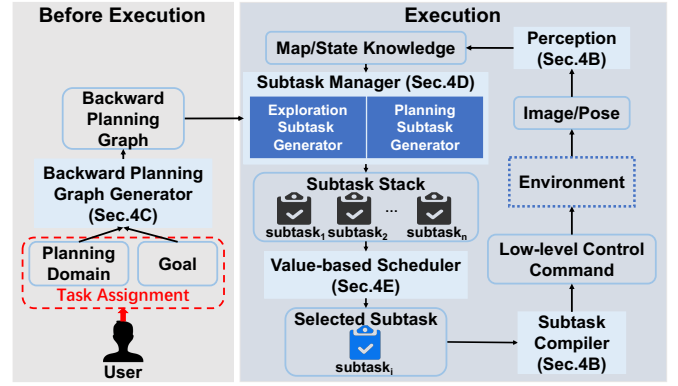 Before Execution
Backward
Planning
Graph
Backward Planning
Graph Generator
(Sec.4C)
Planning
Domain
Goal
Task Assignment
User
Execution
Map/State Knowledge
Subtask Manager (Sec.4D)
Exploration
Subtask
Generator
Planning
Subtask
Generator
Subtask Stack
...
subtask1 subtask2 subtaskn
Value-based Scheduler
(Sec.4E)
Selected Subtask
subtaski
Perception
(Sec.4B)
Image/Pose
Environment
Low-level Control
Command
Subtask
Compiler
(Sec.4B)